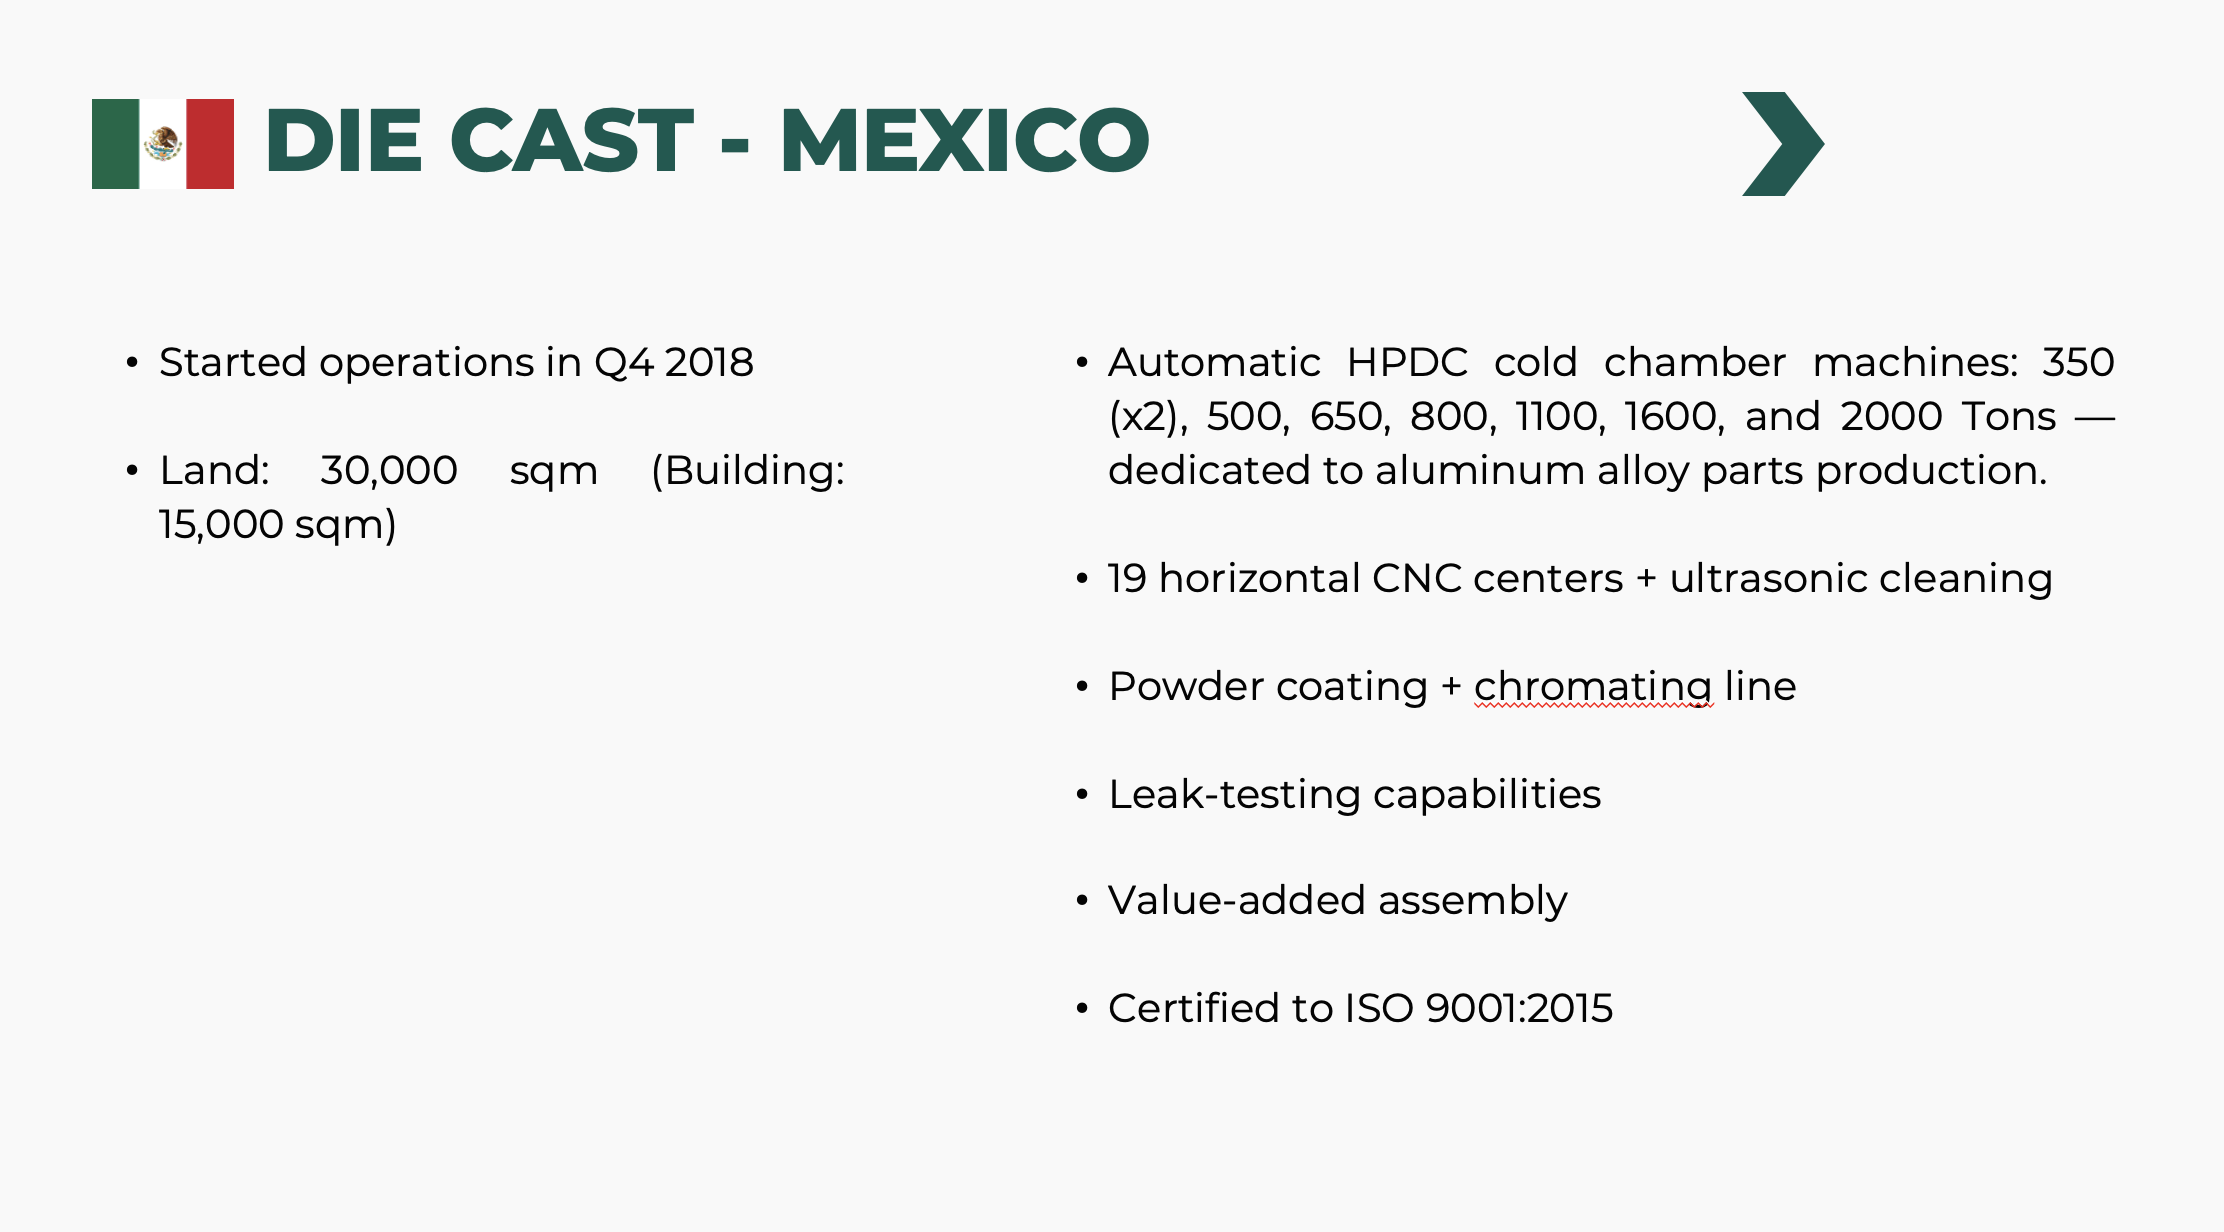 DIE CAST - MEXICO
• Started operations in Q4 2018
• Land: 30,000 sqm (Building:
15,000 sqm)
• Automatic HPDC cold chamber machines: 350
(x2), 500, 650, 800, 1100, 1600, and 2000 Tons —
dedicated to aluminum alloy parts production.
• 19 horizontal CNC centers + ultrasonic cleaning
• Powder coating + chromating line
• Leak-testing capabilities
• Value-added assembly
• Certified to ISO 9001:2015